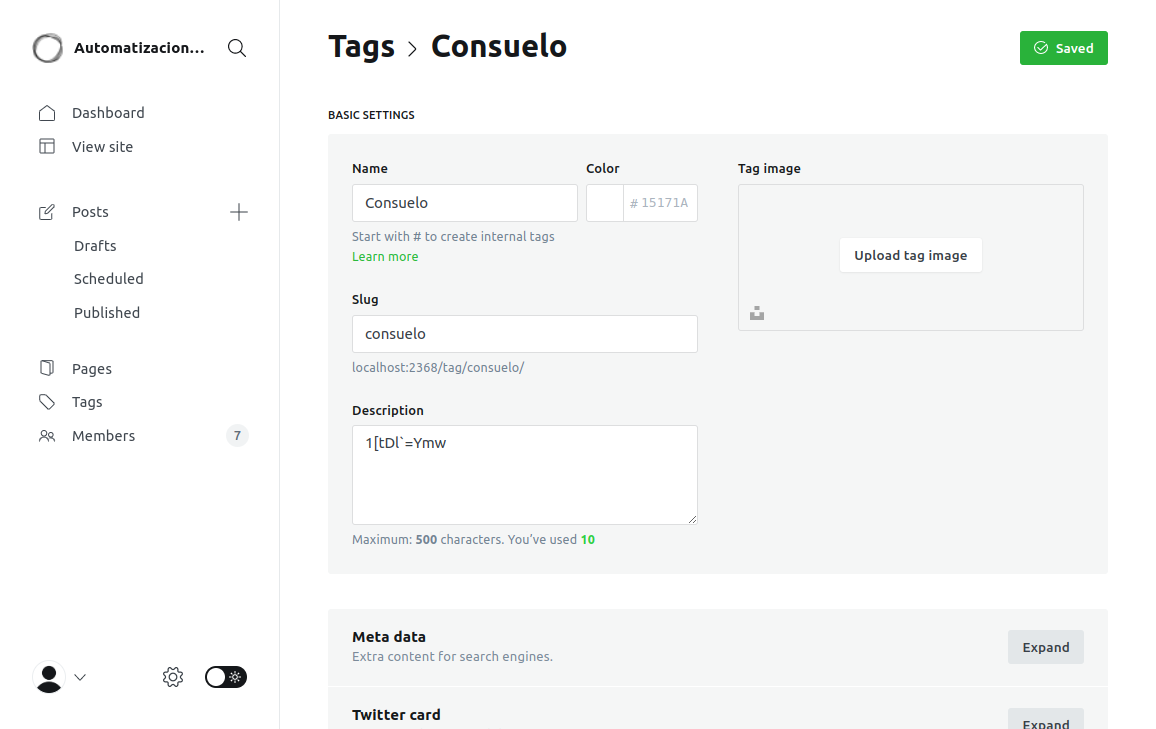 Automatizacion...
Dashboard
View site
Posts
Drafts
Scheduled
Published
Pages
Tags
Members
7
Tags > Consuelo
Saved
BASIC SETTINGS
Name
Color
Consuelo
# 15171A
Start with # to create internal tags
Learn more
Slug
consuelo
localhost:2368/tag/consuelo/
Description
1[tDl`=Ymw
Maximum: 500 characters. You’ve used 10
Tag image
Upload tag image
Meta data
Extra content for search engines.
Expand
Twitter card
Expand